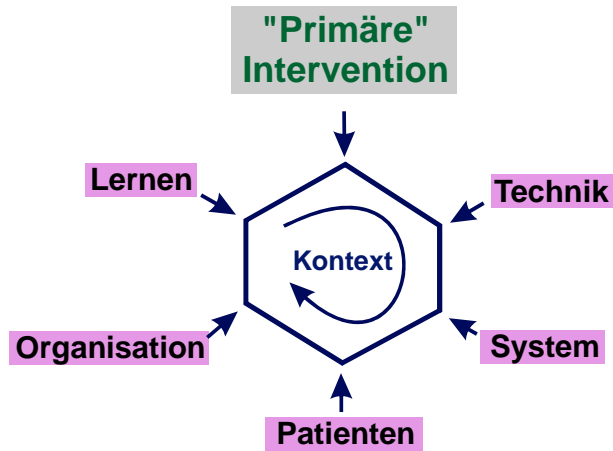 "Primäre"
Intervention
Lernen
Technik
Kontext
Organisation
System
Patienten